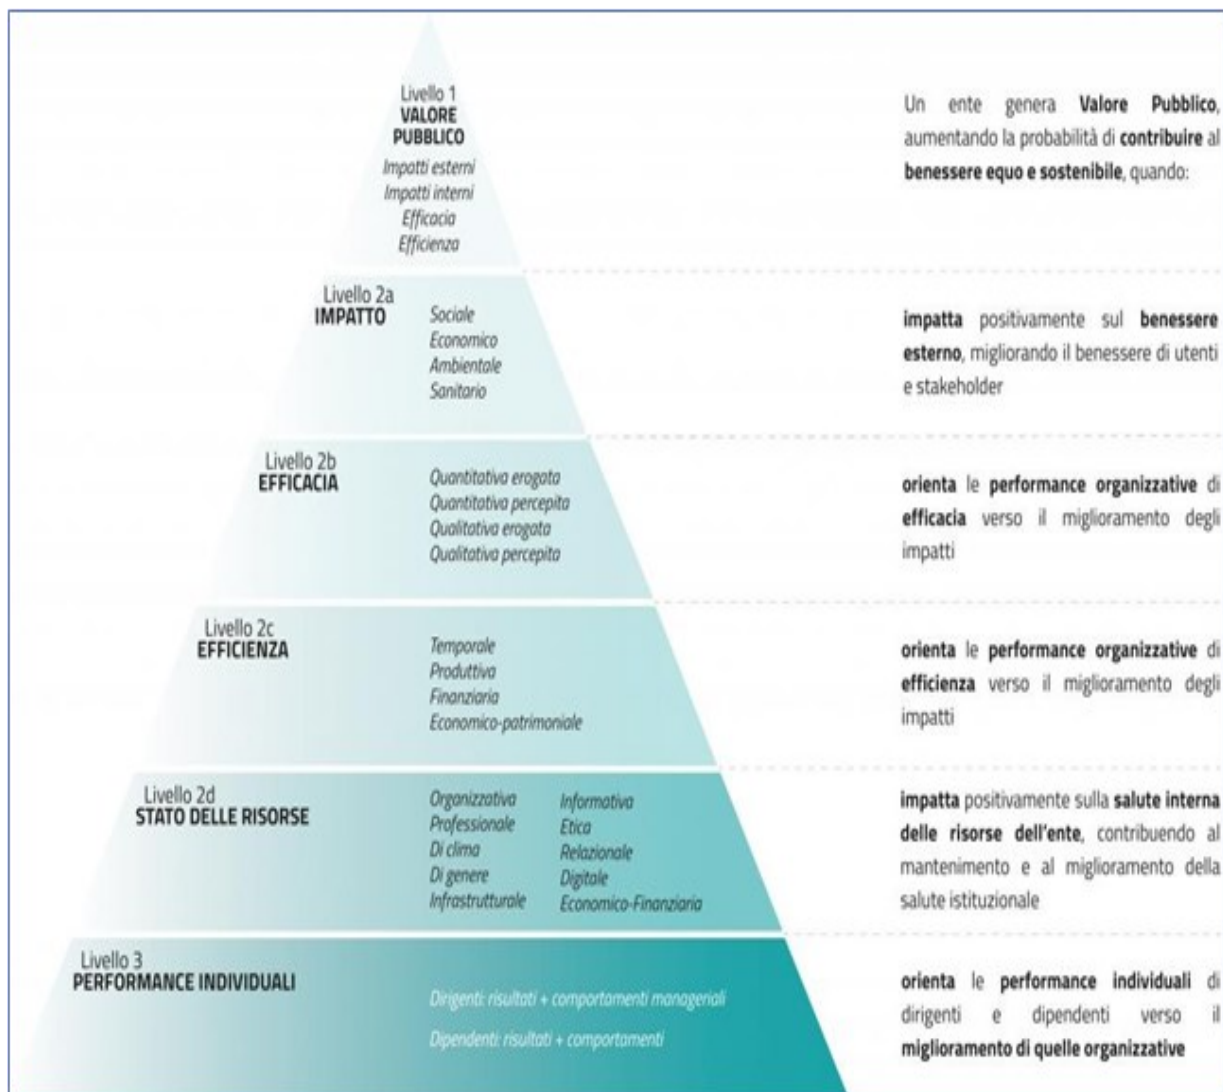 Livello 1
VALORE
PUBBLICO
Impatti esterni
Impatti interni
Efficacia
Efficienza
Un ente genera Valore Pubblico,
aumentando la probabilità di contribuire al
benessere equo e sostenibile, quando:
Livello 2a
IMPATTO
Sociale
Economico
Ambientale
Sanitario
impatta positivamente sul benessere
esterno, migliorando il benessere di utenti
e stakeholder
Livello 2b
EFFICACIA
Quantitativa erogata
Quantitativa percepita
Qualitativa erogata
Qualitativa percepita
orienta le performance organizzative di
efficacia verso il miglioramento degli
impatti
Livello 2c
EFFICIENZA
Temporale
Produttiva
Finanziaria
Economico-patrimoniale
orienta le performance organizzative di
efficienza verso il miglioramento degli
impatti
Livello 2d
STATO DELLE RISORSE
Organizzativa
Professionale
Di clima
Di genere
Infrastrutturale
Informativa
Etica
Relazionale
Digitale
Economico-Finanziaria
impatta positivamente sulla salute interna
delle risorse dell'ente, contribuendo al
mantenimento e al miglioramento della
salute istituzionale
Livello 3
PERFORMANCE INDIVIDUALI
Dirigenti: risultati + comportamenti manageriali
Dipendenti: risultati + comportamenti
orienta le performance individuali di
dirigenti e dipendenti verso il
miglioramento di quelle organizzative